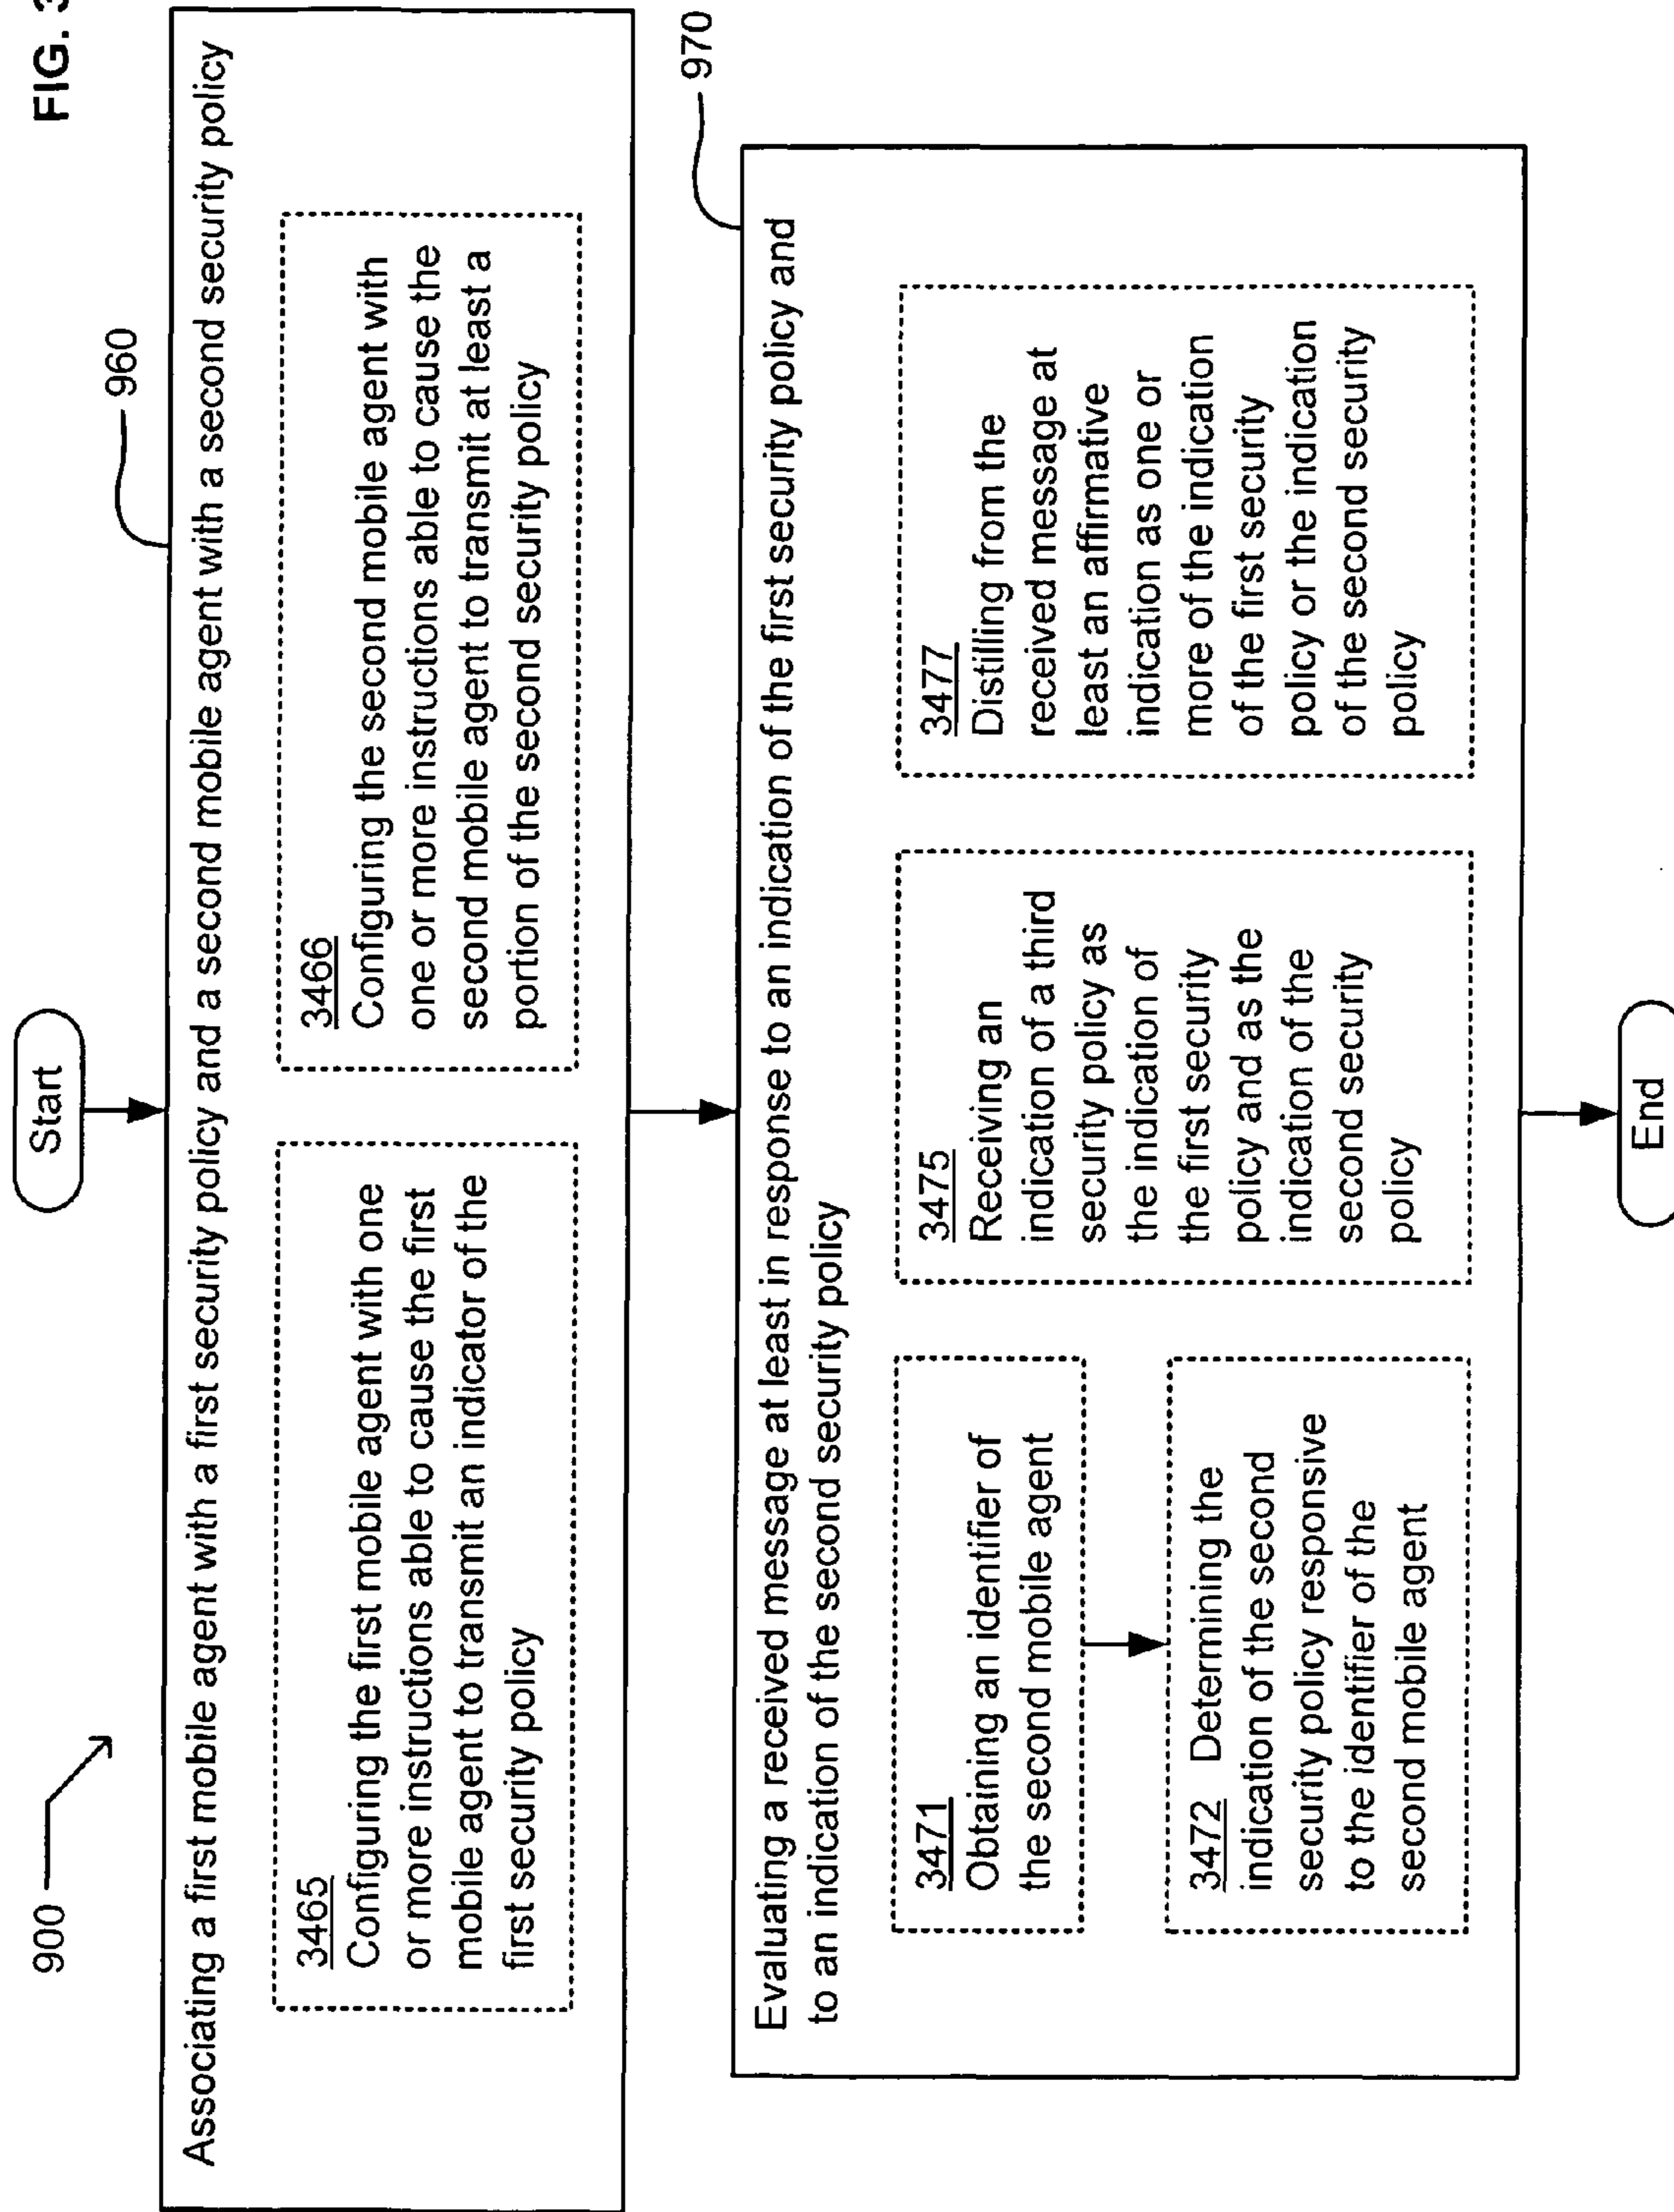 FIG. 3
900
Start
960
Associating a first mobile agent with a first security policy and a second mobile agent with a second security policy
3465
Configuring the first mobile agent with one
or more instructions able to cause the first
mobile agent to transmit an indicator of the
first security policy
3466
Configuring the second mobile agent with
one or more instructions able to cause the
second mobile agent to transmit at least a
portion of the second security policy
970
Evaluating a received message at least in response to an indication of the first security policy and
to an indication of the second security policy
3471
Obtaining an identifier of
the second mobile agent
3472 Determining the
indication of the second
security policy responsive
to the identifier of the
second mobile agent
3475
Receiving an
indication of a third
security policy as
the indication of
the first security
policy and as the
indication of the
second security
policy
3477
Distilling from the
received message at
least an affirmative
indication as one or
more of the indication
of the first security
policy or the indication
of the second security
policy
End